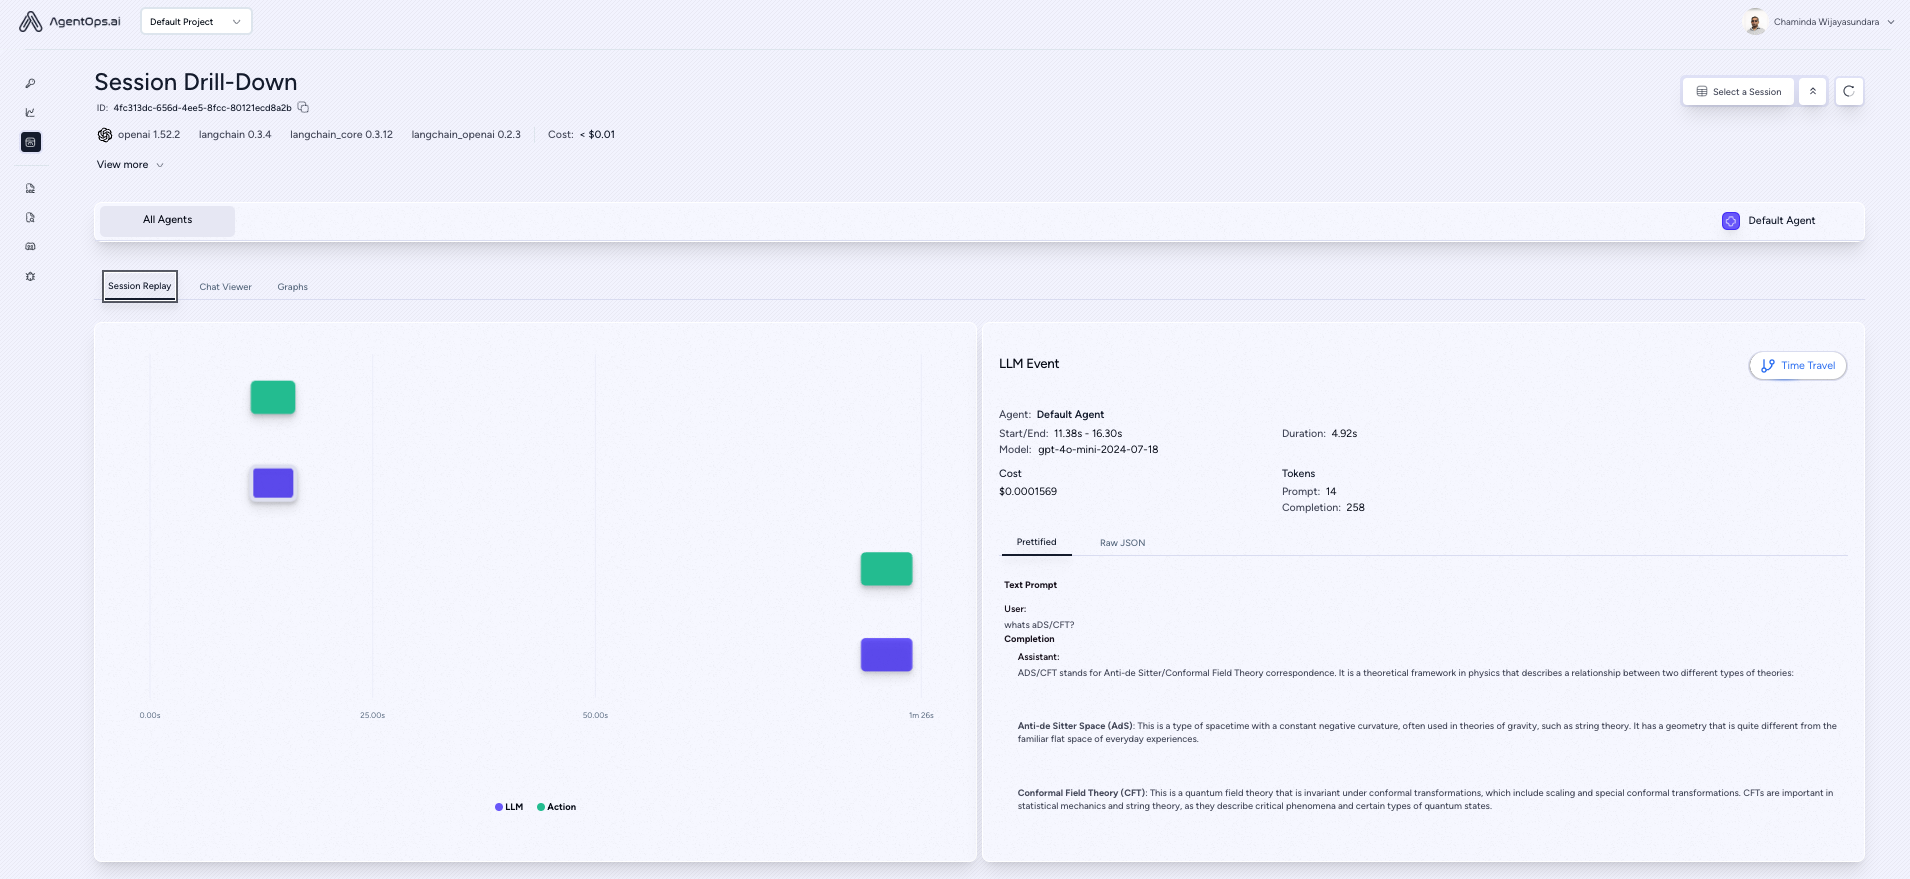 AgentOps.ai
Default Project
Chaminda Wijayasundara
Session Drill-Down
ID: 4fc313dc-656d-4ee5-8fcc-80121ecd8a2b
Select a Session
openai 1.52.2 langchain 0.3.4 langchain_core 0.3.12 langchain_openai 0.2.3 Cost: < $0.01
View more
All Agents
Default Agent
Session Replay Chat Viewer Graphs
0.00s 25.00s 50.00s 1m 26s
LLM Action
LLM Event
Time Travel
Agent: Default Agent
Start/End: 11.38s - 16.30s Duration: 4.92s
Model: gpt-4o-mini-2024-07-18
Cost Tokens
$0.0001569 Prompt: 14
Completion: 258
Prettified Raw JSON
Text Prompt
User:
whats aDS/CFT?
Completion
Assistant:
ADS/CFT stands for Anti-de Sitter/Conformal Field Theory correspondence. It is a theoretical framework in physics that describes a relationship between two different types of theories:
Anti-de Sitter Space (AdS): This is a type of spacetime with a constant negative curvature, often used in theories of gravity, such as string theory. It has a geometry that is quite different from the
familiar flat space of everyday experiences.
Conformal Field Theory (CFT): This is a quantum field theory that is invariant under conformal transformations, which include scaling and special conformal transformations. CFTs are important in
statistical mechanics and string theory, as they describe critical phenomena and certain types of quantum states.